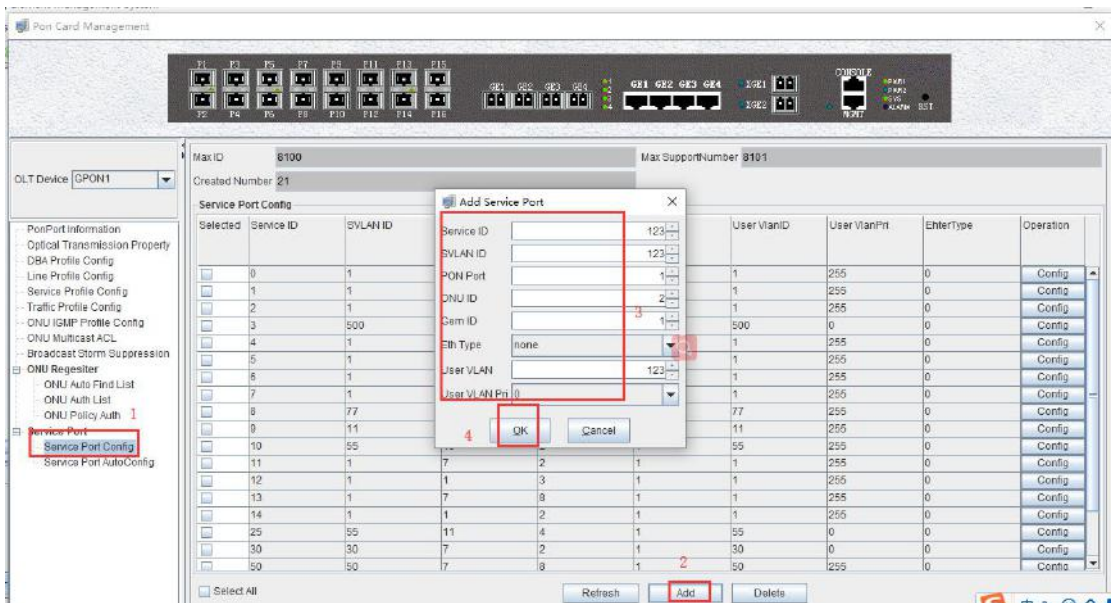 Pon Card Management
P1 P3 P5 P7 P9 P11 P13 P15
P2 P4 P6 P8 P10 P12 P14 P16
GE1 GE2 GE3 GE4
GE1 GE2 GE3 GE4
XGE1
XGE2
CONSOLE
MGMT
PWR1
PWR2
SYS
ALARM
RST
OLT Device GPON1
PonPort Information
Optical Transmission Property
DBA Profile Config
Line Profile Config
Service Profile Config
Traffic Profile Config
ONU IGMP Profile Config
ONU Multicast ACL
Broadcast Storm Suppression
ONU Regesiter
ONU Auto Find List
ONU Auth List
ONU Policy Auth 1
Service Port
Service Port Config
Service Port AutoConfig
Max ID 8100 Max SupportNumber 8101
Created Number 21
Service Port Config
Selected Service ID SVLAN ID User VlanID User VlanPri EhterType Operation
0 1 1 255 0 Config
1 1 1 255 0 Config
2 1 1 255 0 Config
3 500 500 0 0 Config
4 1 1 255 0 Config
5 1 1 255 0 Config
6 1 1 255 0 Config
7 1 1 255 0 Config
8 77 77 255 0 Config
9 11 11 255 0 Config
10 55 55 255 0 Config
11 1 7 2 1 1 255 0 Config
12 1 1 3 1 1 255 0 Config
13 1 7 8 1 1 255 0 Config
14 1 1 2 1 1 255 0 Config
25 55 11 4 1 55 0 0 Config
30 30 7 2 1 30 0 0 Config
50 50 7 8 1 50 255 0 Config
Add Service Port
Service ID 123
SVLAN ID 123
PON Port 1
ONU ID 2
Gem ID 1
3
Eth Type none
User VLAN 123
User VLAN Pri 0
4 OK Cancel
2
Select All Refresh Add Delete